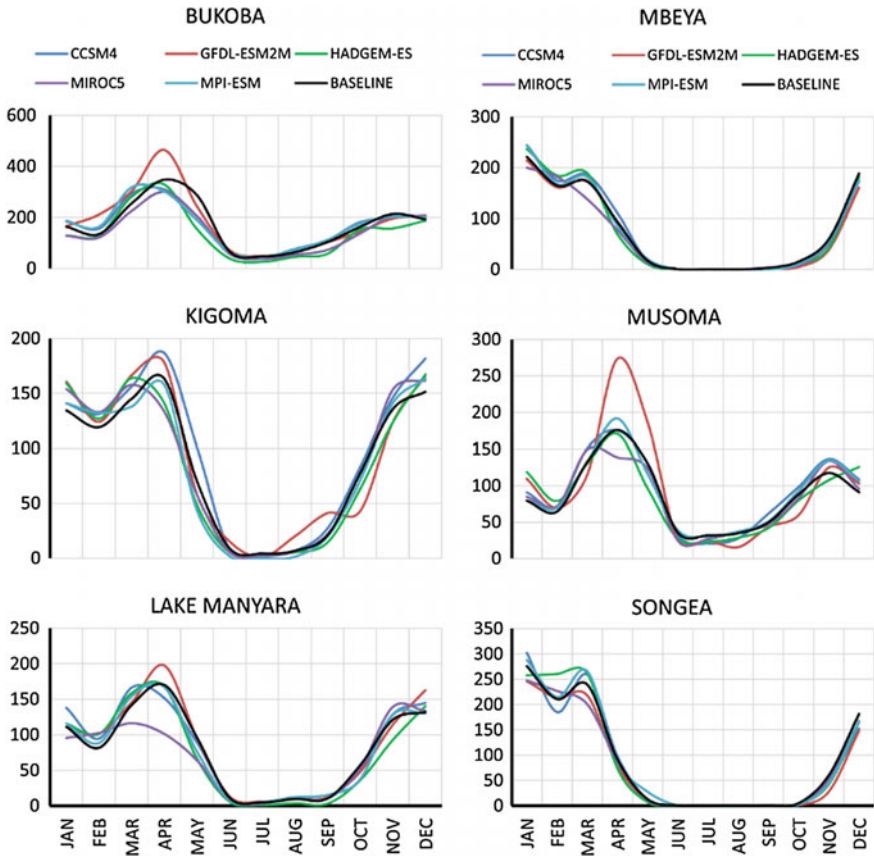 BUKOBA
CCSM4 GFDL-ESM2M HADGEM-ES
MIROC5 MPI-ESM BASELINE
600
400
200
0
MBEYA
CCSM4 GFDL-ESM2M HADGEM-ES
MIROC5 MPI-ESM BASELINE
300
200
100
0
KIGOMA
200
150
100
50
0
MUSOMA
300
250
200
150
100
50
0
LAKE MANYARA
250
200
150
100
50
0
JAN FEB MAR APR MAY JUN JUL AUG SEP OCT NOV DEC
SONGEA
350
300
250
200
150
100
50
0
JAN FEB MAR APR MAY JUN JUL AUG SEP OCT NOV DEC